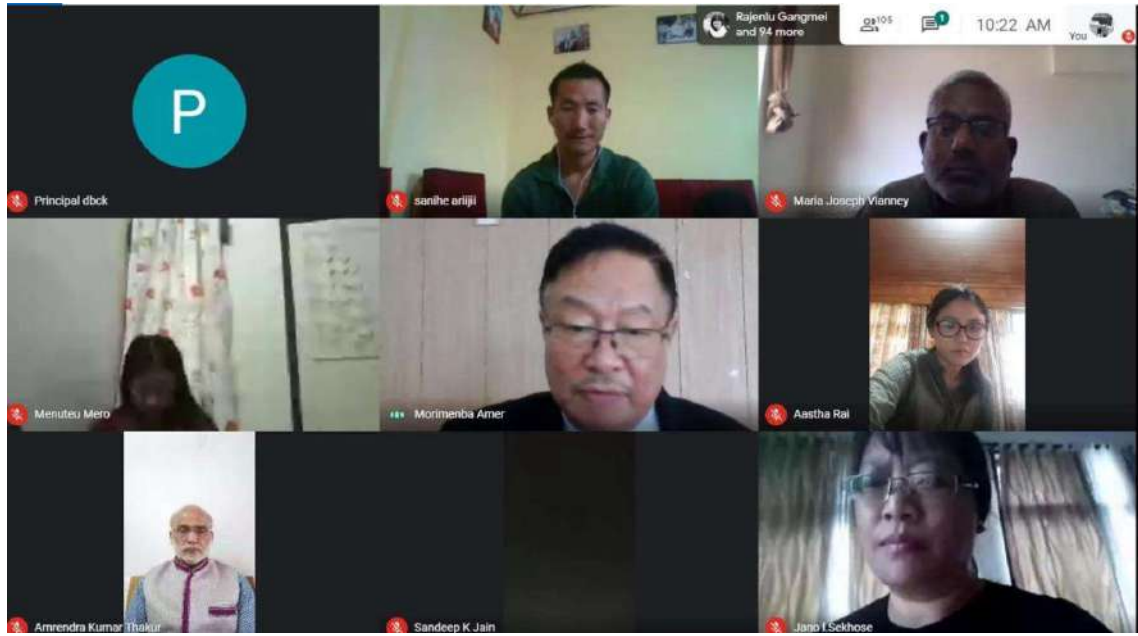 Rajenlu Gangmei
and 94 more
105
1
10:22 AM
You
P
Principal dbck
sanihe ariijii
Maria Joseph Vianney
Menuteu Mero
Morimenba Amer
Aastha Rai
Amrendra Kumar Thakur
Sandeep K Jain
Jano I.Sekhose